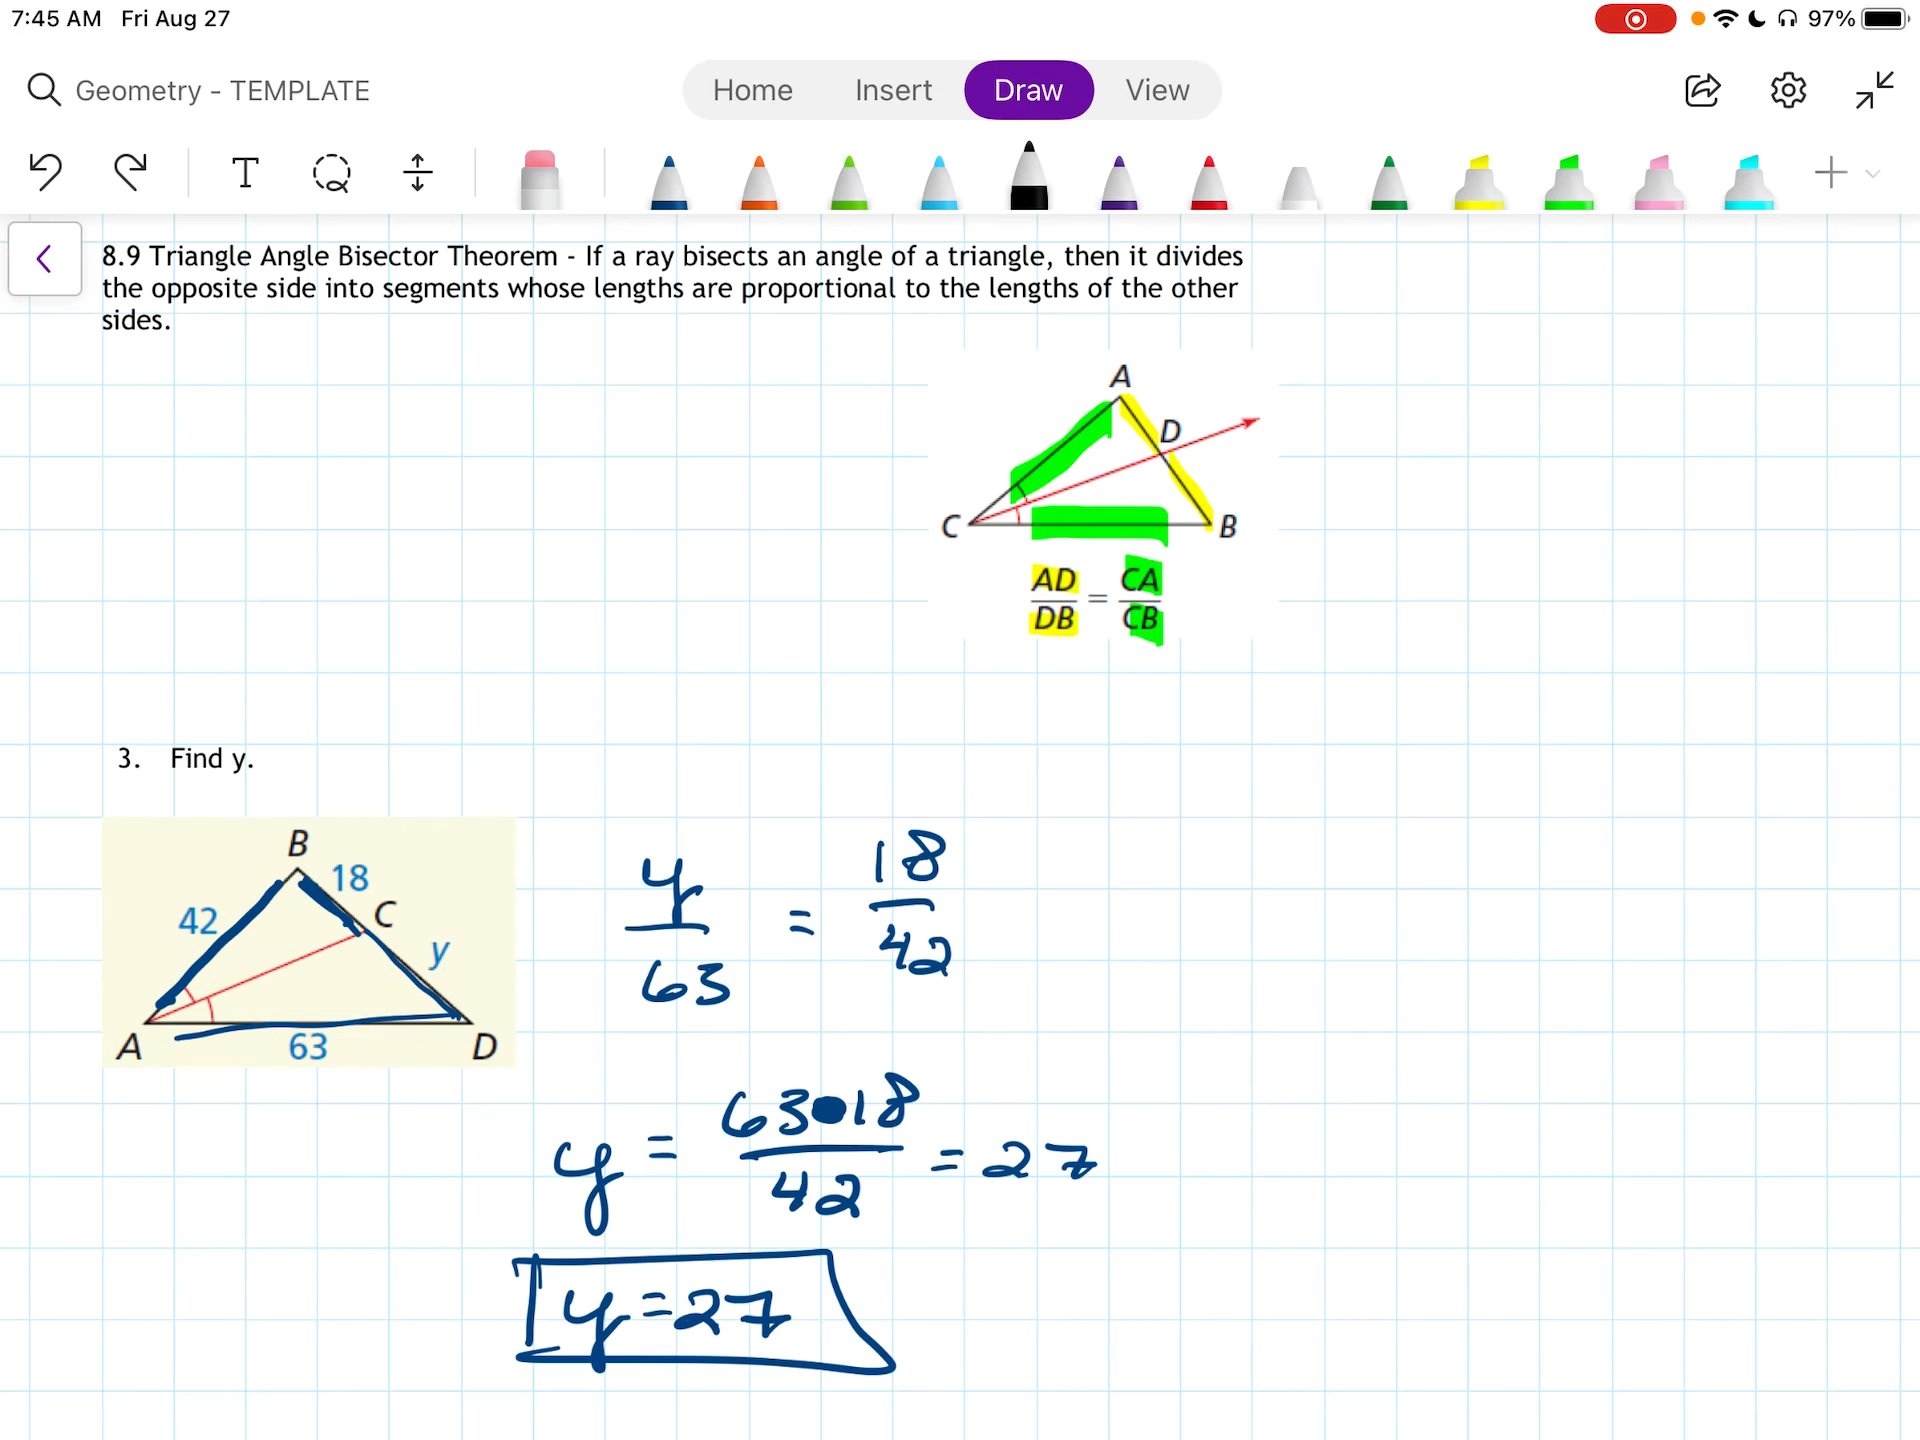 7:45 AM Fri Aug 27 97%
Geometry - TEMPLATE Home Insert Draw View
T
8.9 Triangle Angle Bisector Theorem - If a ray bisects an angle of a triangle, then it divides
the opposite side into segments whose lengths are proportional to the lengths of the other
sides.
A
D
C B
AD/DB = CA/CB
3. Find y.
B
18
42 C
y
A 63 D
y/63 = 18/42
y = 63•18/42 = 27
y=27